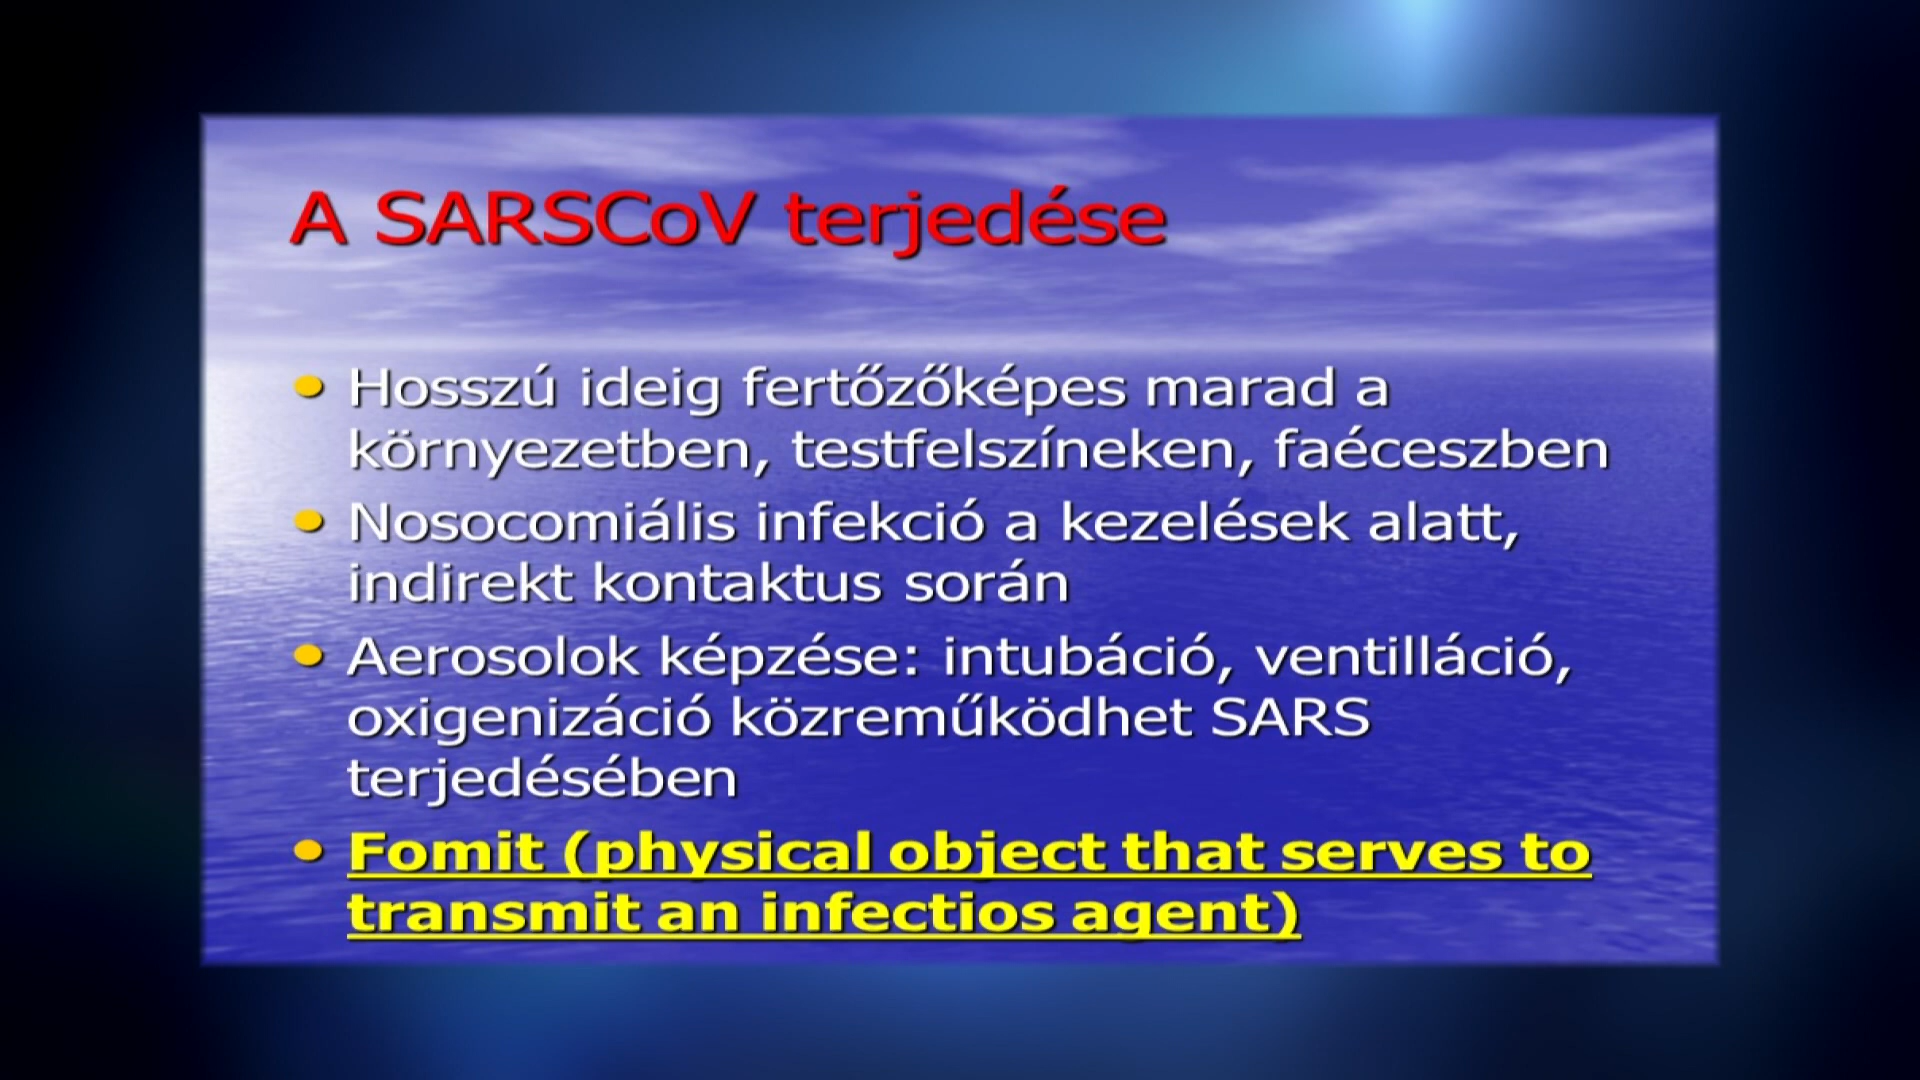 A SARSCoV terjedése
• Hosszú ideig fertőzőképes marad a
környezetben, testfelszíneken, faéceszben
• Nosocomiális infekció a kezelések alatt,
indirekt kontaktus során
• Aerosolok képzése: intubáció, ventilláció,
oxigenizáció közreműködhet SARS
terjedésében
• Fomit (physical object that serves to
transmit an infectios agent)